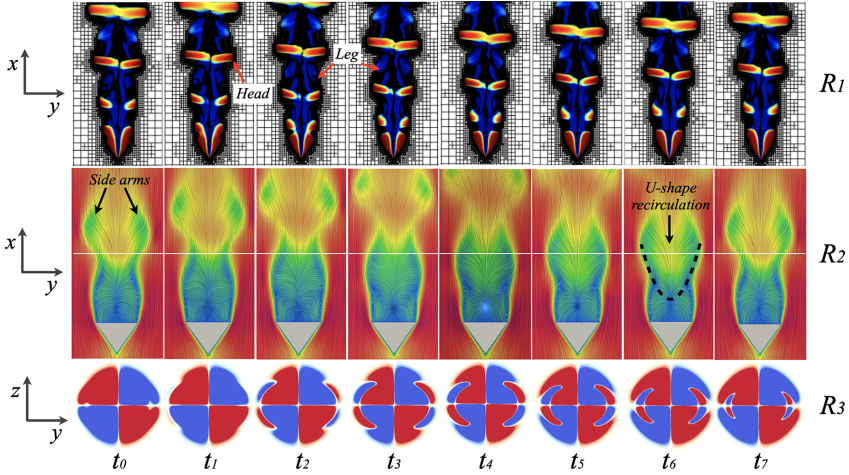 x
y
Head
Leg
R1
Side arms
U-shape
recirculation
x
y
R2
z
y
R3
t0 t1 t2 t3 t4 t5 t6 t7